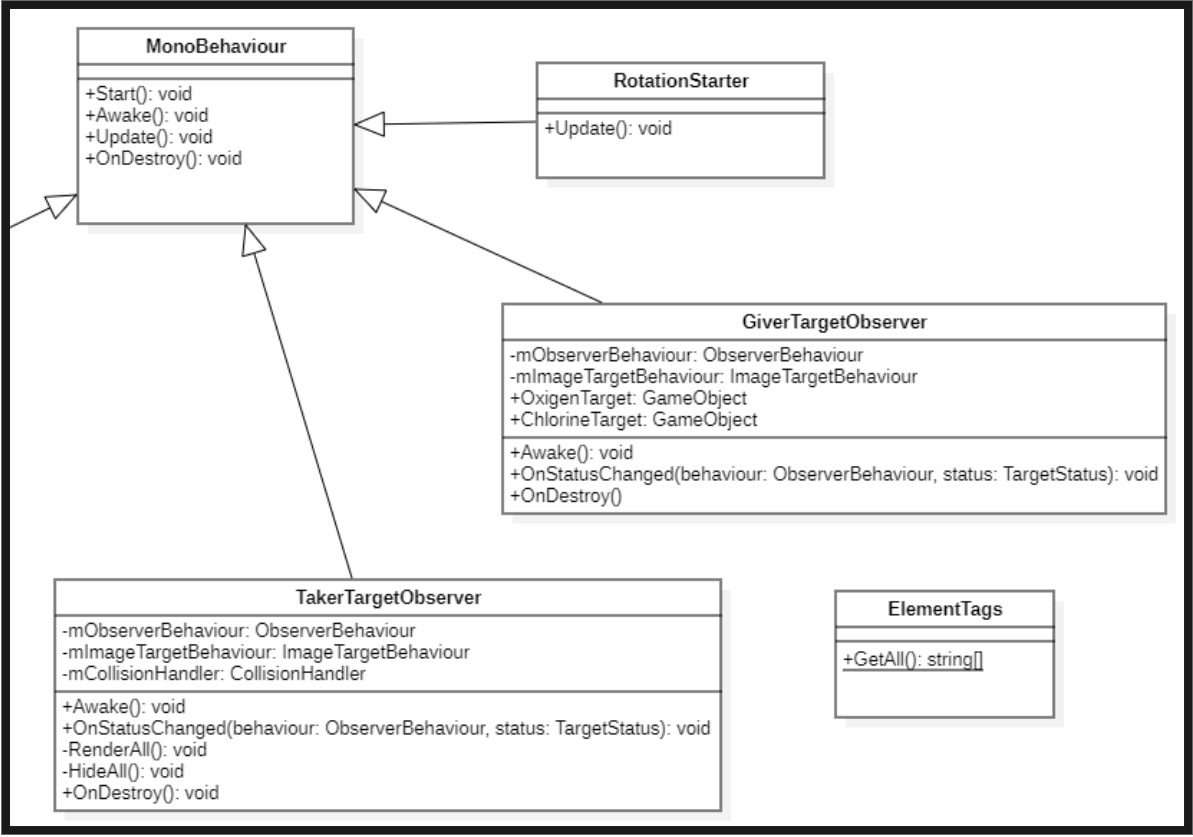 MonoBehaviour
+Start(): void
+Awake(): void
+Update(): void
+OnDestroy(): void
RotationStarter
+Update(): void
GiverTargetObserver
-mObserverBehaviour: ObserverBehaviour
-mImageTargetBehaviour: ImageTargetBehaviour
+OxigenTarget: GameObject
+ChlorineTarget: GameObject
+Awake(): void
+OnStatusChanged(behaviour: ObserverBehaviour, status: TargetStatus): void
+OnDestroy()
TakerTargetObserver
-mObserverBehaviour: ObserverBehaviour
-mImageTargetBehaviour: ImageTargetBehaviour
-mCollisionHandler: CollisionHandler
+Awake(): void
+OnStatusChanged(behaviour: ObserverBehaviour, status: TargetStatus): void
-RenderAll(): void
-HideAll(): void
+OnDestroy(): void
ElementTags
+GetAll(): string[]